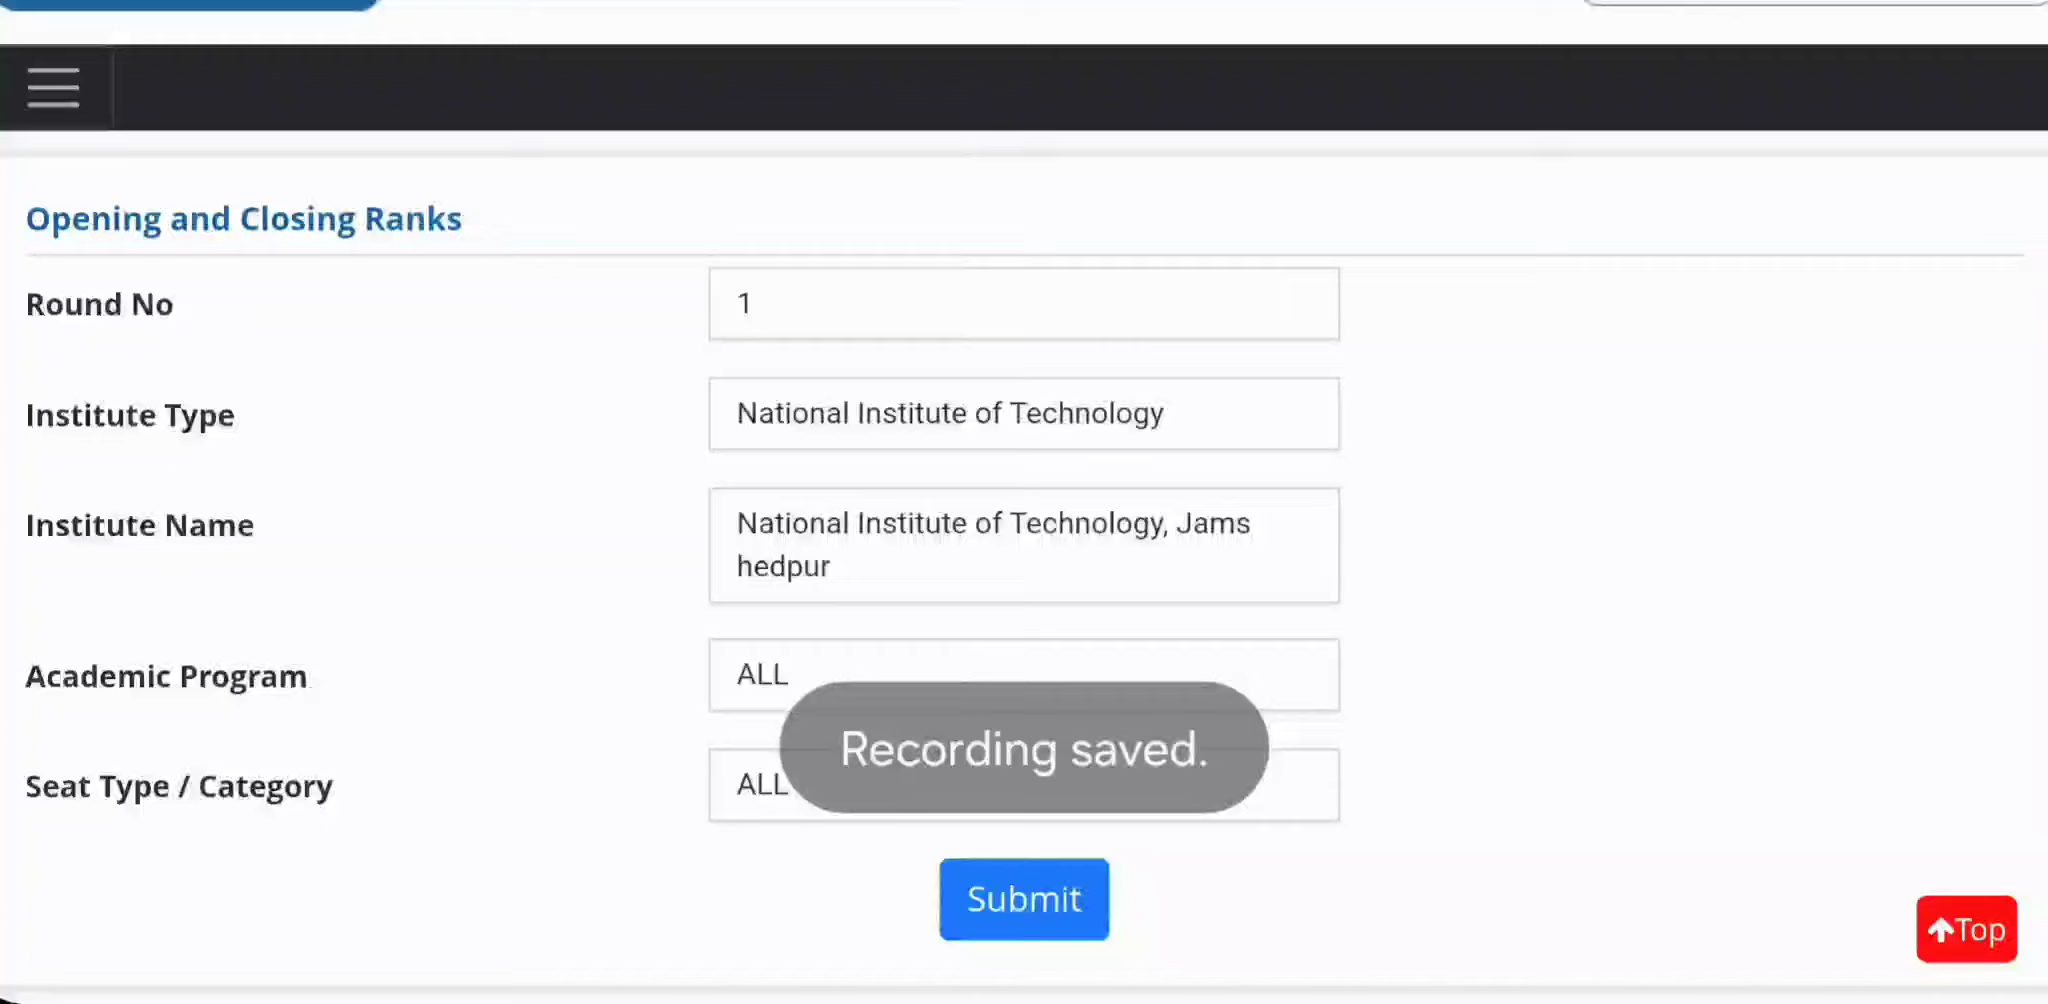 Opening and Closing Ranks
Round No
1
Institute Type
National Institute of Technology
Institute Name
National Institute of Technology, Jams
hedpur
Academic Program
ALL
Seat Type / Category
ALL
Recording saved.
Submit
Top